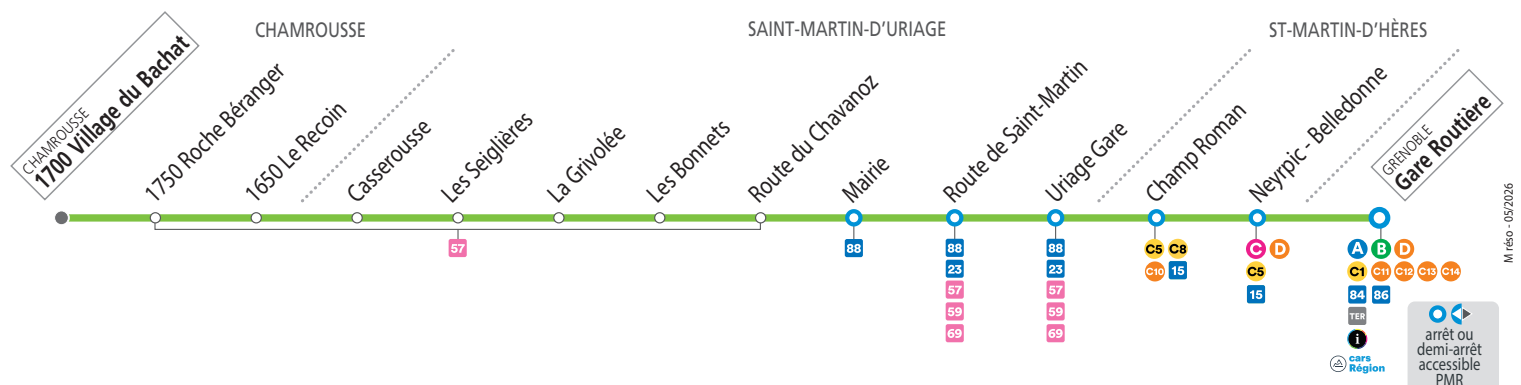 CHAMROUSSE
SAINT-MARTIN-D'URIAGE
ST-MARTIN-D'HÈRES
CHAMROUSSE
1700 Village du Bachat
1750 Roche Béranger
1650 Le Recoin
Casserousse
Les Seiglières
La Grivolée
Les Bonnets
Route du Chavanoz
Mairie
Route de Saint-Martin
Uriage Gare
Champ Roman
Neyrpic - Belledonne
GRENOBLE
Gare Routière
57
88
88
23
57
59
69
88
23
57
59
69
C5 C8
C10 15
C D
C5
15
A B D
C1 C11 C12 C13 C14
84 86
TER
i
cars
Région
arrêt ou
demi-arrêt
accessible
PMR
M réso - 05/2026